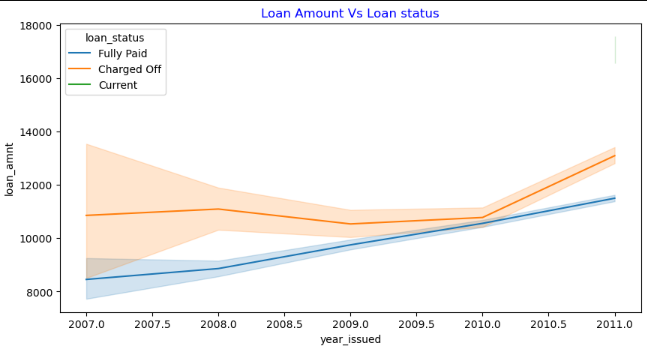 Loan Amount Vs Loan status
18000
16000
14000
12000
10000
8000
loan_amnt
loan_status
Fully Paid
Charged Off
Current
2007.0 2007.5 2008.0 2008.5 2009.0 2009.5 2010.0 2010.5 2011.0
year_issued